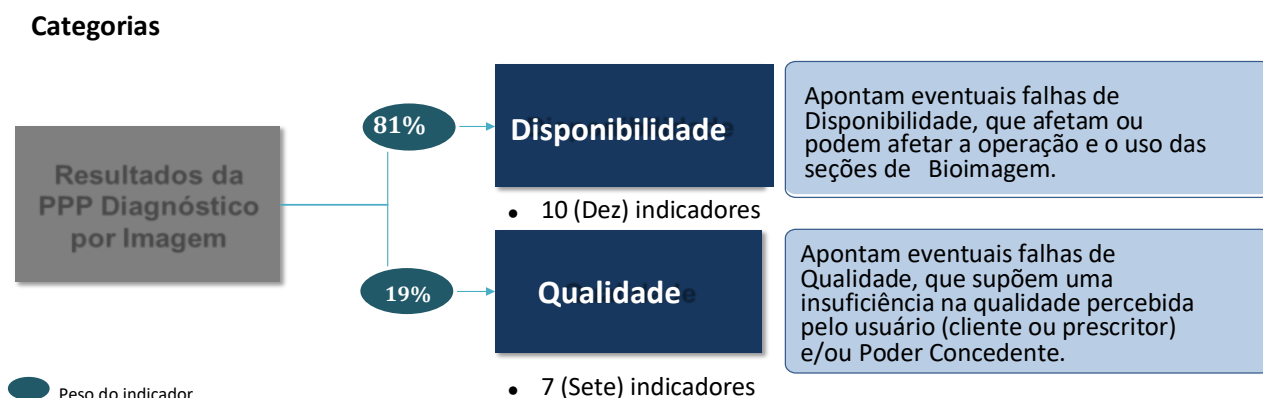 Categorias
Resultados da
PPP Diagnóstico
por Imagem
81%
Disponibilidade
Apontam eventuais falhas de
Disponibilidade, que afetam ou
podem afetar a operação e o uso das
seções de Bioimagem.
• 10 (Dez) indicadores
19%
Qualidade
Apontam eventuais falhas de
Qualidade, que supõem uma
insuficiência na qualidade percebida
pelo usuário (cliente ou prescritor)
e/ou Poder Concedente.
• 7 (Sete) indicadores
Peso do indicador